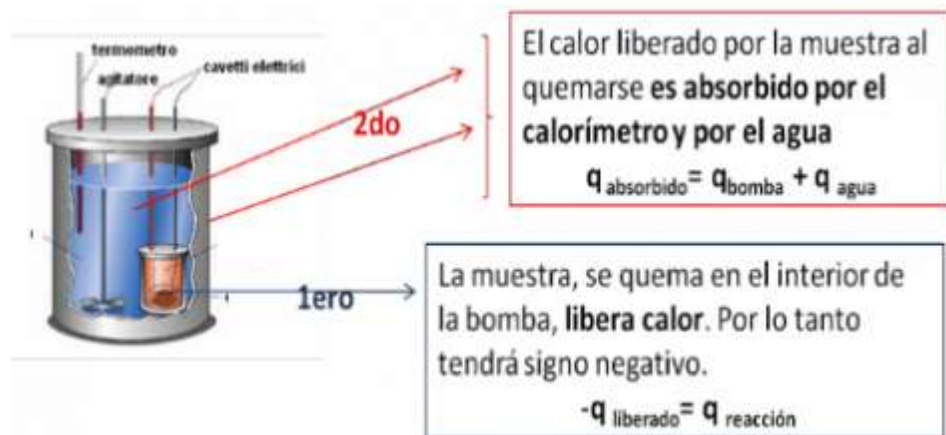 termometro
agitatore
cavetti elettrici
2do
El calor liberado por la muestra al
quemarse es absorbido por el
calorímetro y por el agua
q absorbido= q bomba + q agua
1ero
La muestra, se quema en el interior de
la bomba, libera calor. Por lo tanto
tendrá signo negativo.
-q liberado= q reacción